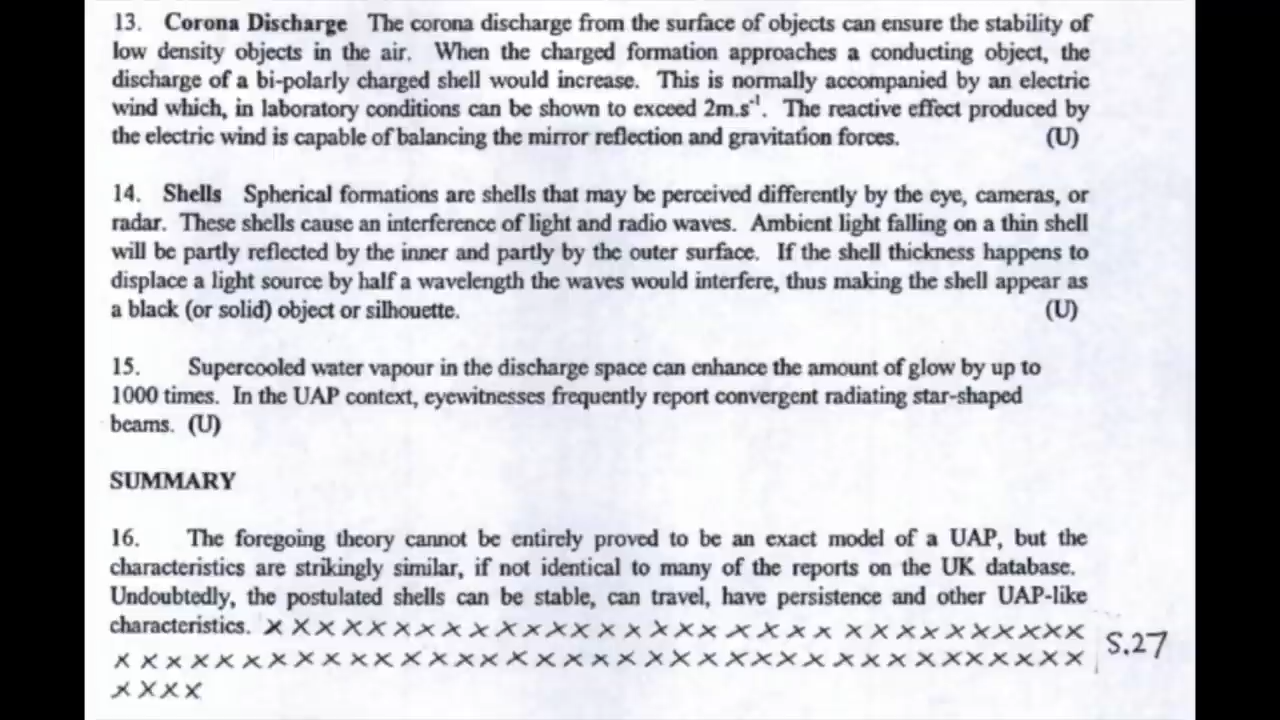 13. Corona Discharge The corona discharge from the surface of objects can ensure the stability of
low density objects in the air. When the charged formation approaches a conducting object, the
discharge of a bi-polarly charged shell would increase. This is normally accompanied by an electric
wind which, in laboratory conditions can be shown to exceed 2m.s⁻¹. The reactive effect produced by
the electric wind is capable of balancing the mirror reflection and gravitation forces. (U)
14. Shells Spherical formations are shells that may be perceived differently by the eye, cameras, or
radar. These shells cause an interference of light and radio waves. Ambient light falling on a thin shell
will be partly reflected by the inner and partly by the outer surface. If the shell thickness happens to
displace a light source by half a wavelength the waves would interfere, thus making the shell appear as
a black (or solid) object or silhouette. (U)
15. Supercooled water vapour in the discharge space can enhance the amount of glow by up to
1000 times. In the UAP context, eyewitnesses frequently report convergent radiating star-shaped
beams. (U)
SUMMARY
16. The foregoing theory cannot be entirely proved to be an exact model of a UAP, but the
characteristics are strikingly similar, if not identical to many of the reports on the UK database.
Undoubtedly, the postulated shells can be stable, can travel, have persistence and other UAP-like
characteristics. x x x x x x x x x x x x x x x x x x x x x x x x x x x x x x x x
x x x x x x x x x x x x x x x x x x x x x x x x x x x x x x x x x x x x x x S.27
x x x x